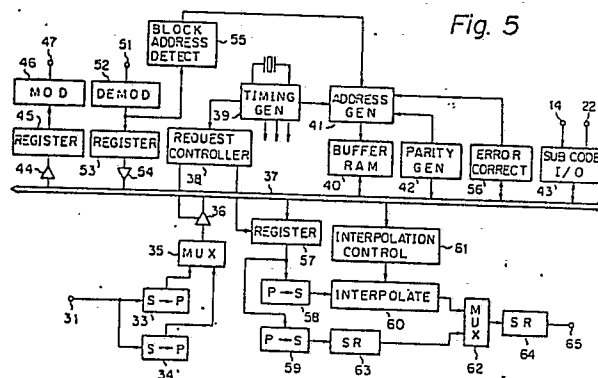 Fig. 5
47
51
BLOCK
ADDRESS
DETECT
55
46
52
MOD
DEMOD
TIMING
GEN
39
41
ADDRESS
GEN
14
22
45
REGISTER
REGISTER
53
54
44
REQUEST
CONTROLLER
38
BUFFER
RAM
40
PARITY
GEN
42
ERROR
CORRECT
56
SUB CODE
I/O
43
37
36
35
MUX
REGISTER
57
INTERPOLATION
CONTROL
61
31
S→P
33
S→P
34
P→S
58
INTERPOLATE
60
P→S
59
SR
63
MUX
62
SR
64
65